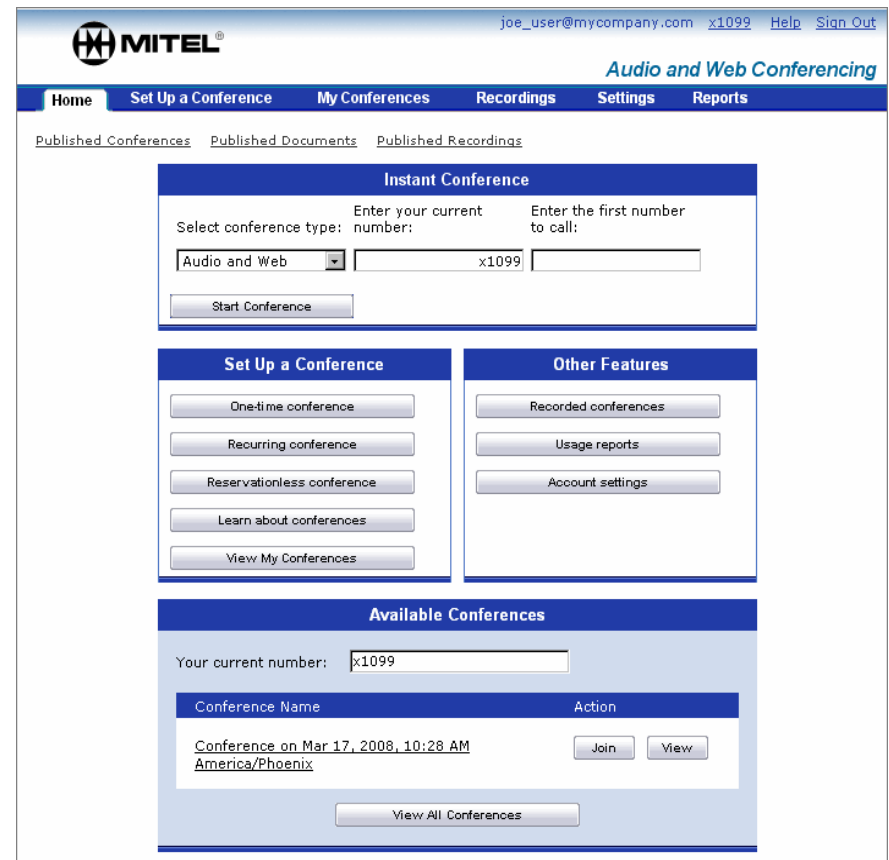 joe_user@mycompany.com x1099 Help Sign Out
MITEL®
Audio and Web Conferencing
Home Set Up a Conference My Conferences Recordings Settings Reports
Published Conferences Published Documents Published Recordings
Instant Conference
Select conference type:
Enter your current
number:
Enter the first number
to call:
Audio and Web x1099
Start Conference
Set Up a Conference
One-time conference
Recurring conference
Reservationless conference
Learn about conferences
View My Conferences
Other Features
Recorded conferences
Usage reports
Account settings
Available Conferences
Your current number: x1099
Conference Name Action
Conference on Mar 17, 2008, 10:28 AM
America/Phoenix
Join View
View All Conferences